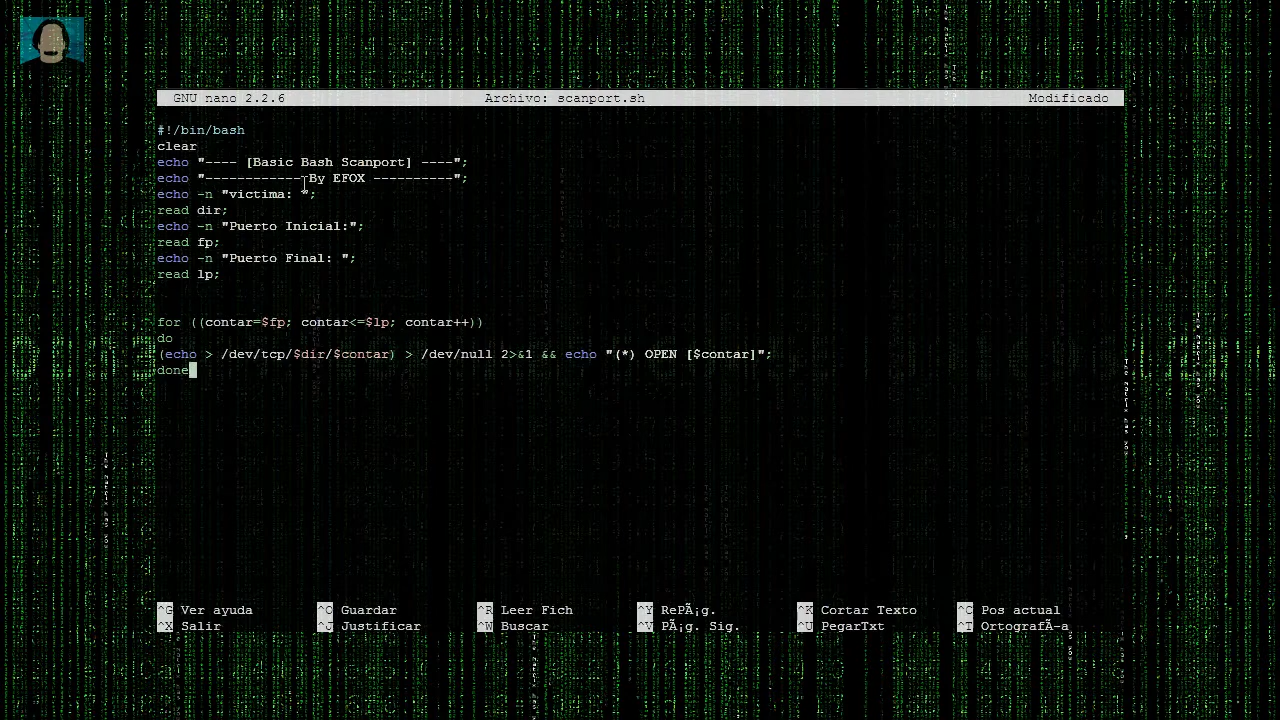 GNU nano 2.2.6 Archivo: scanport.sh Modificado
#!/bin/bash
clear
echo "---- [Basic Bash Scanport] ----";
echo "-------------By EFOX ----------";
echo -n "victima: ";
read dir;
echo -n "Puerto Inicial:";
read fp;
echo -n "Puerto Final: ";
read lp;
for ((contar=$fp; contar<=$lp; contar++))
do
(echo > /dev/tcp/$dir/$contar) > /dev/null 2>&1 && echo "(*) OPEN [$contar]";
done
^G Ver ayuda ^O Guardar ^R Leer Fich ^Y RePÃ¡g. ^K Cortar Texto ^C Pos actual
^X Salir ^J Justificar ^W Buscar ^V PÃ¡g. Sig. ^U PegarTxt ^T OrtografÃ-a